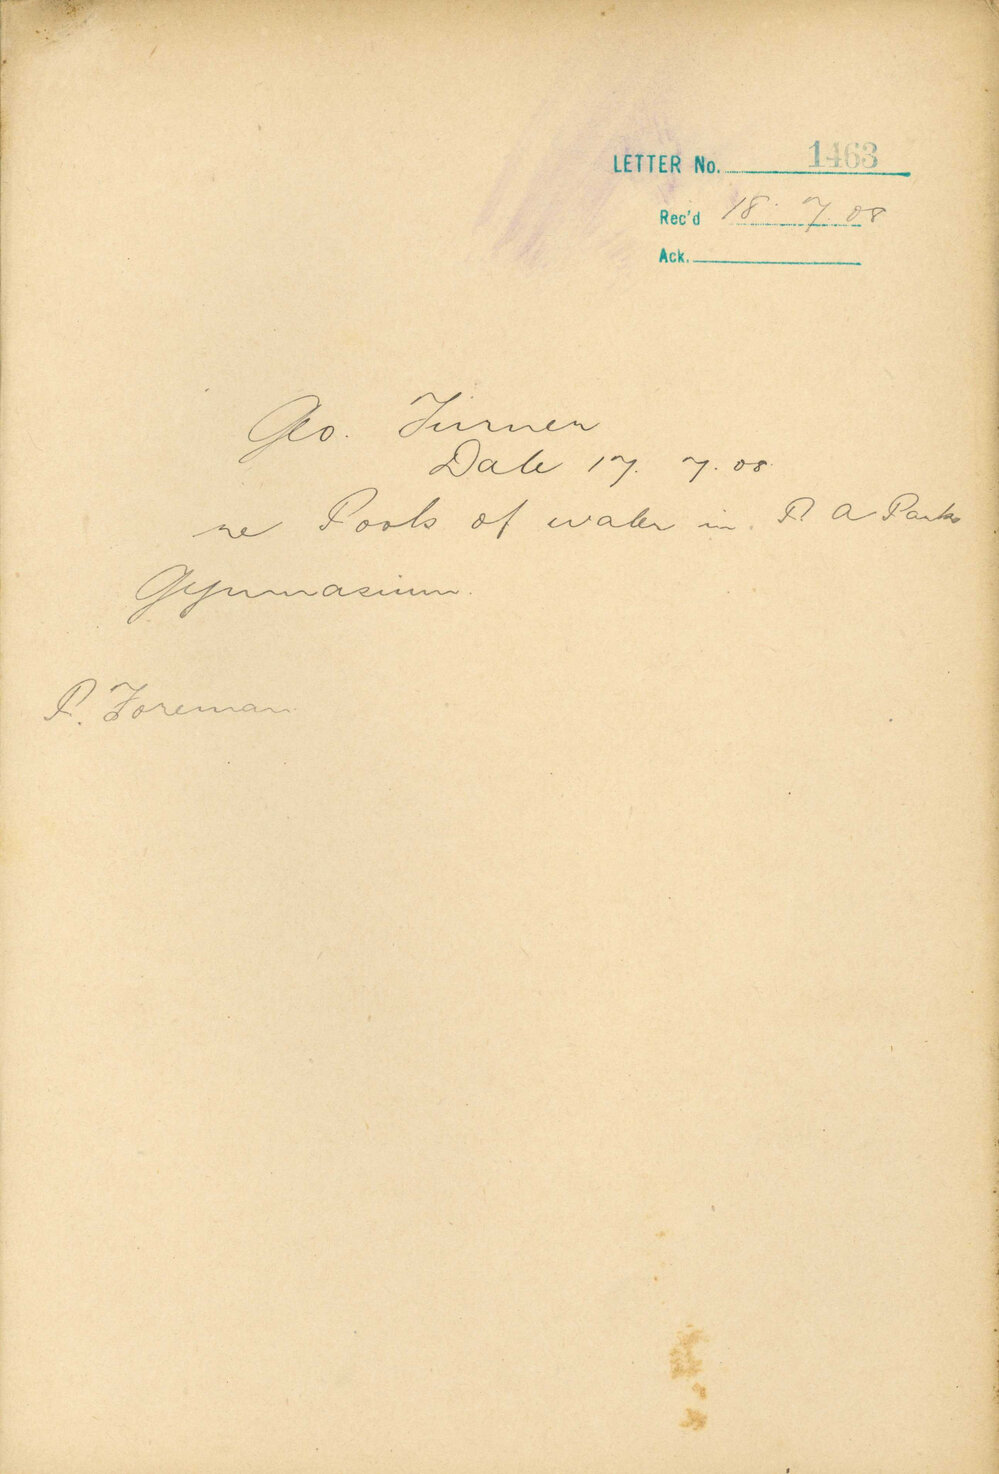 LETTER No. 1463
Rec'd 18. 7. 08
Ack.
Geo. Turner
Date 17. 7. 08
re Pools of water in P. A Parks
Gymnasium.
P. Foreman